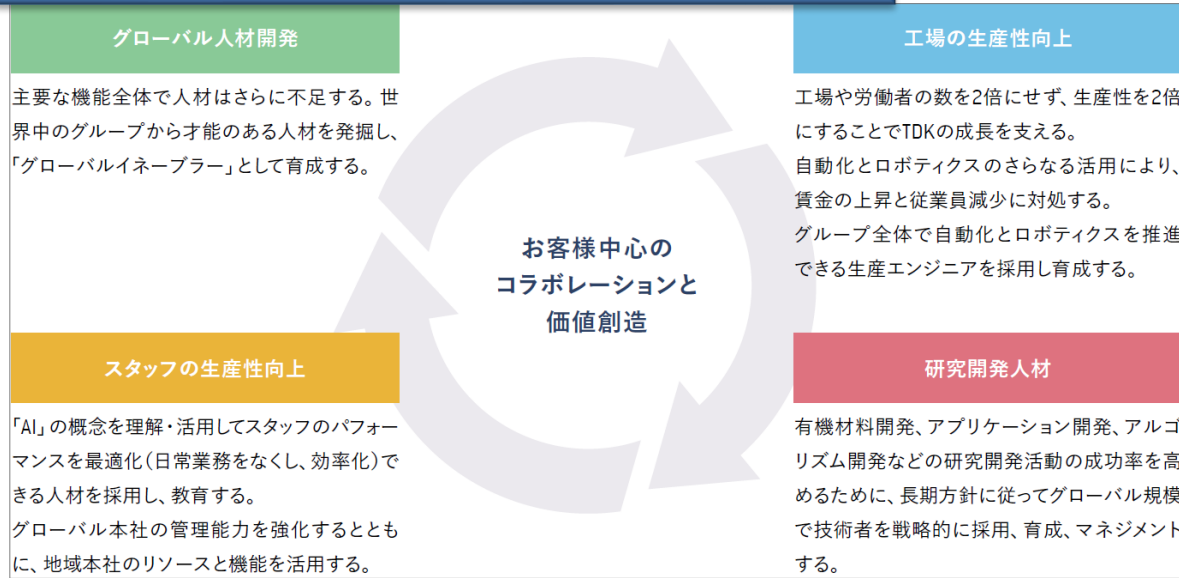 グローバル人材開発
主要な機能全体で人材はさらに不足する。世
界中のグループから才能のある人材を発掘し、
「グローバルイネーブラー」として育成する。
工場の生産性向上
工場や労働者の数を2倍にせず、生産性を2倍
にすることでTDKの成長を支える。
自動化とロボティクスのさらなる活用により、
賃金の上昇と従業員減少に対処する。
グループ全体で自動化とロボティクスを推進
できる生産エンジニアを採用し育成する。
お客様中心の
コラボレーションと
価値創造
スタッフの生産性向上
「AI」の概念を理解・活用してスタッフのパフォー
マンスを最適化(日常業務をなくし、効率化)で
きる人材を採用し、教育する。
グローバル本社の管理能力を強化するととも
に、地域本社のリソースと機能を活用する。
研究開発人材
有機材料開発、アプリケーション開発、アルゴ
リズム開発などの研究開発活動の成功率を高
めるために、長期方針に従ってグローバル規模
で技術者を戦略的に採用、育成、マネジメント
する。